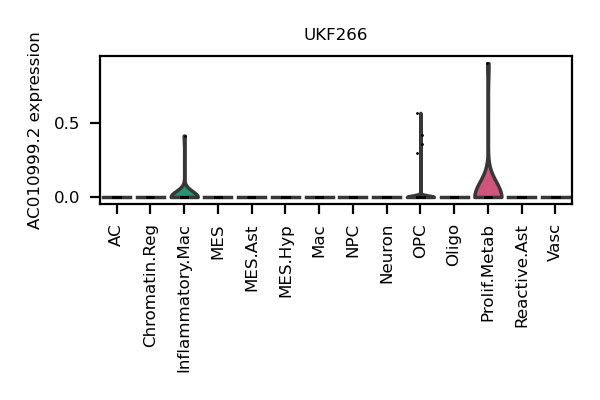 UKF266
AC010999.2 expression
0.5
0.0
AC
Chromatin.Reg
Inflammatory.Mac
MES
MES.Ast
MES.Hyp
Mac
NPC
Neuron
OPC
Oligo
Prolif.Metab
Reactive.Ast
Vasc